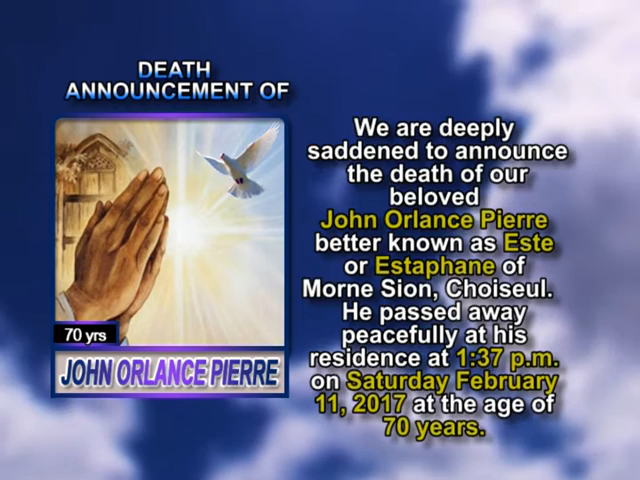 DEATH
ANNOUNCEMENT OF
70 yrs
JOHN ORLANCE PIERRE
We are deeply
saddened to announce
the death of our
beloved
John Orlance Pierre
better known as Este
or Estaphane of
Morne Sion, Choiseul.
He passed away
peacefully at his
residence at 1:37 p.m.
on Saturday February
11, 2017 at the age of
70 years.